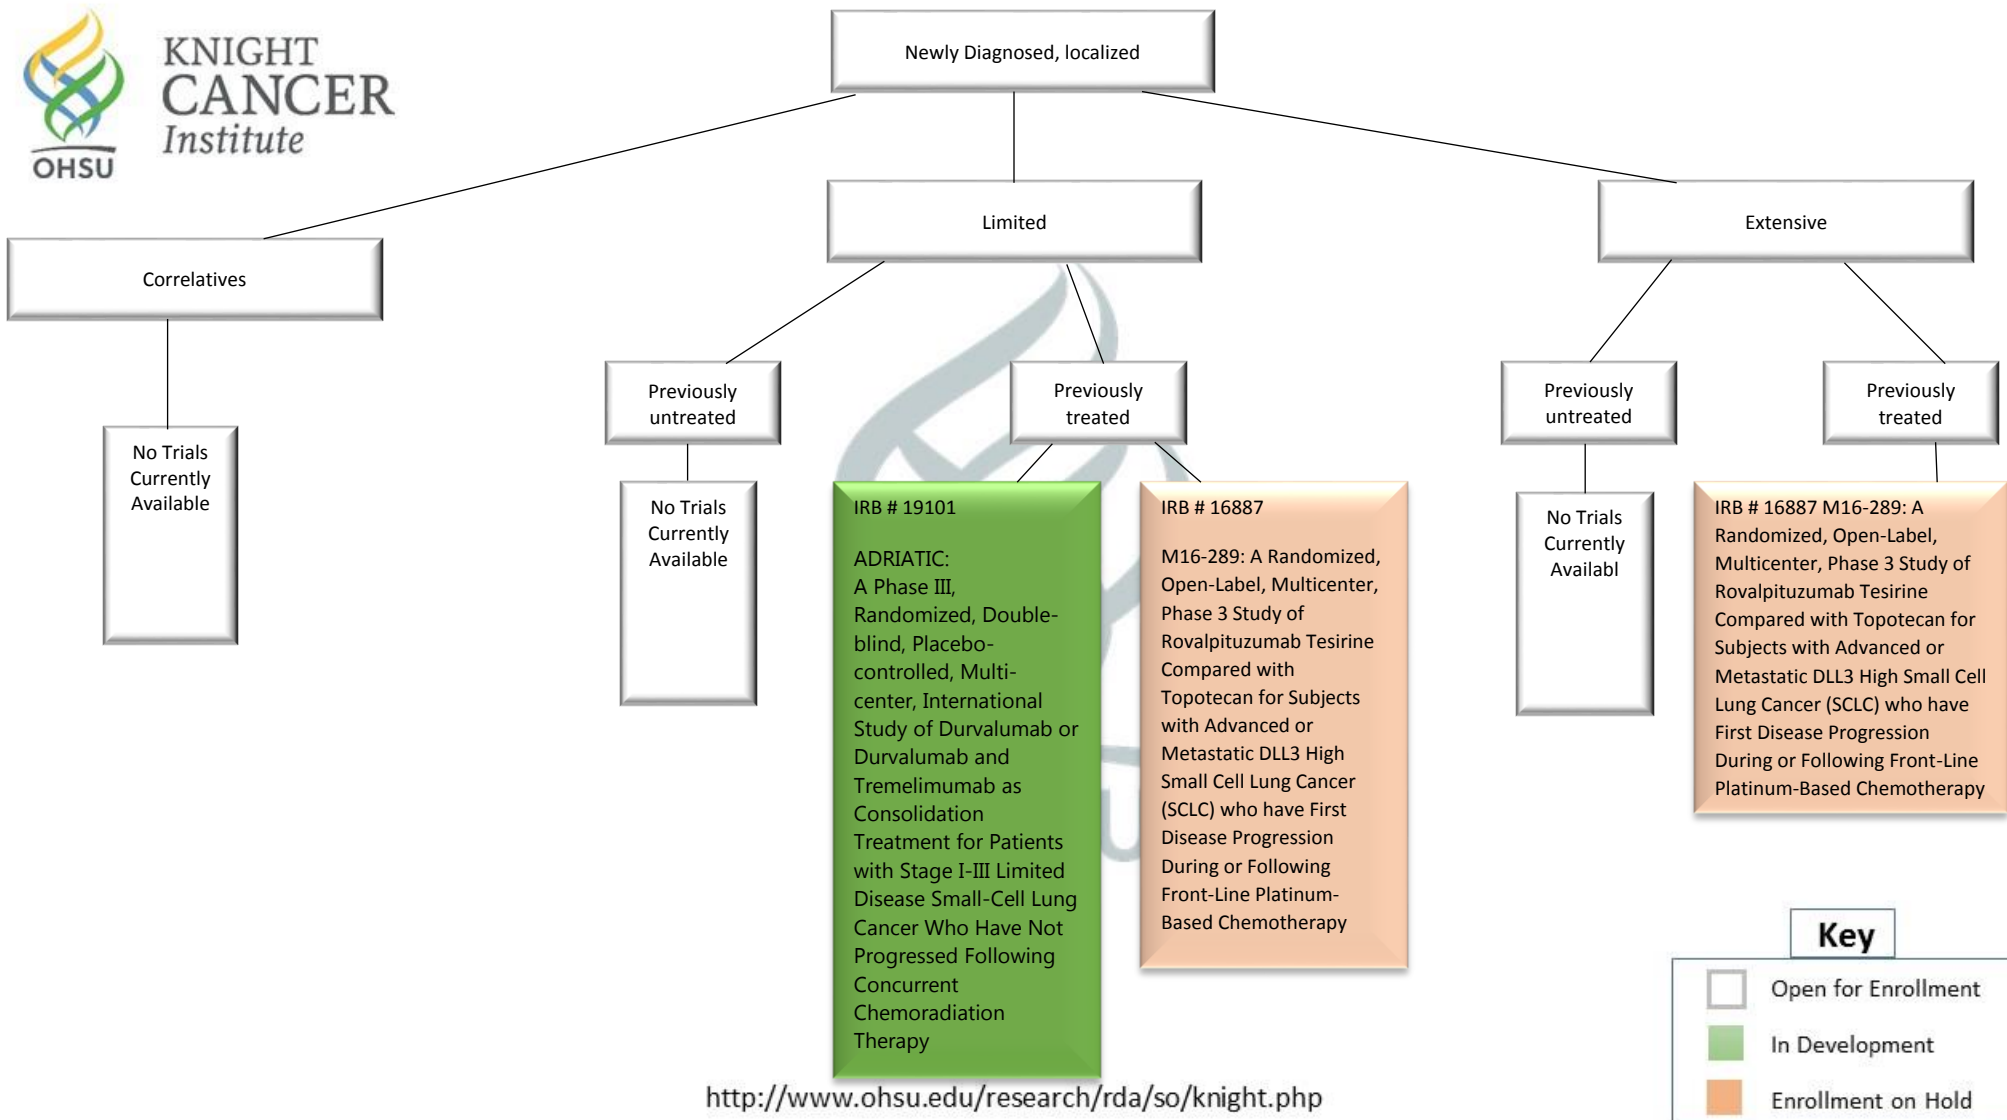 KNIGHT
CANCER
Institute
OHSU
Newly Diagnosed, localized
Correlatives
Limited
Extensive
No Trials
Currently
Available
Previously
untreated
Previously
treated
Previously
untreated
Previously
treated
No Trials
Currently
Available
IRB # 19101
ADRIATIC:
A Phase III,
Randomized, Double-
blind, Placebo-
controlled, Multi-
center, International
Study of Durvalumab or
Durvalumab and
Tremelimumab as
Consolidation
Treatment for Patients
with Stage I-III Limited
Disease Small-Cell Lung
Cancer Who Have Not
Progressed Following
Concurrent
Chemoradiation
Therapy
IRB # 16887
M16-289: A Randomized,
Open-Label, Multicenter,
Phase 3 Study of
Rovalpituzumab Tesirine
Compared with
Topotecan for Subjects
with Advanced or
Metastatic DLL3 High
Small Cell Lung Cancer
(SCLC) who have First
Disease Progression
During or Following
Front-Line Platinum-
Based Chemotherapy
No Trials
Currently
Availabl
IRB # 16887 M16-289: A
Randomized, Open-Label,
Multicenter, Phase 3 Study of
Rovalpituzumab Tesirine
Compared with Topotecan for
Subjects with Advanced or
Metastatic DLL3 High Small Cell
Lung Cancer (SCLC) who have
First Disease Progression
During or Following Front-Line
Platinum-Based Chemotherapy
Key
Open for Enrollment
In Development
Enrollment on Hold
http://www.ohsu.edu/research/rda/so/knight.php